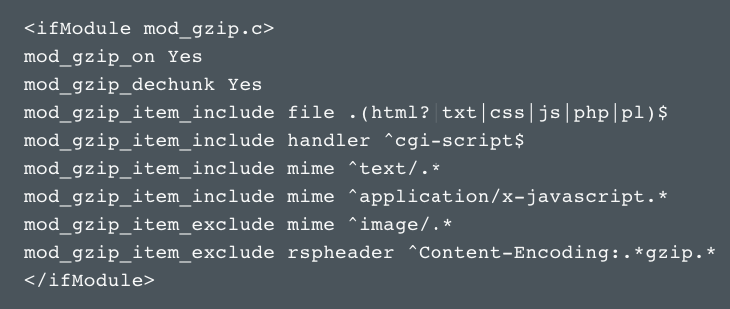 <ifModule mod_gzip.c>
mod_gzip_on Yes
mod_gzip_dechunk Yes
mod_gzip_item_include file .(html?|txt|css|js|php|pl)$
mod_gzip_item_include handler ^cgi-script$
mod_gzip_item_include mime ^text/.*
mod_gzip_item_include mime ^application/x-javascript.*
mod_gzip_item_exclude mime ^image/.*
mod_gzip_item_exclude rspheader ^Content-Encoding:.*gzip.*
</ifModule>